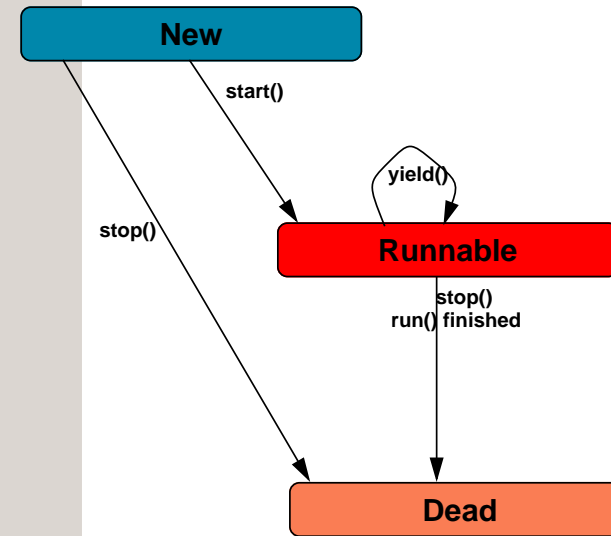 New
start()
yield()
stop()
Runnable
stop()
run() finished
Dead